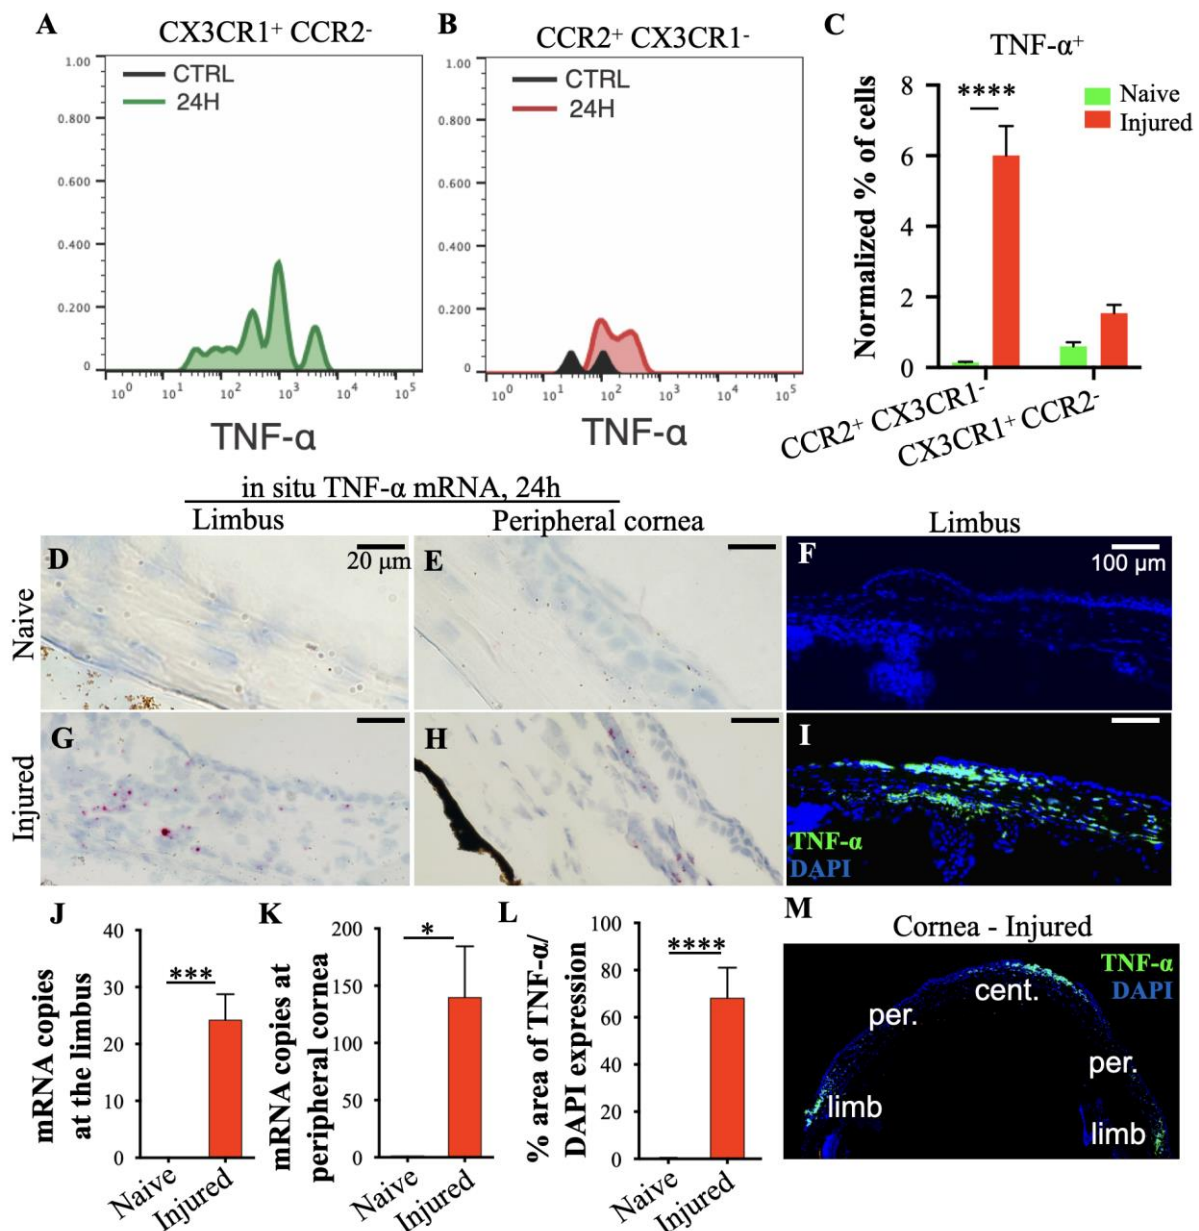 A
CX3CR1⁺ CCR2⁻
1.00
0.800
0.600
0.400
0.200
0
CTRL
24H
10⁰ 10¹ 10² 10³ 10⁴ 10⁵
TNF-α
B
CCR2⁺ CX3CR1⁻
1.00
0.800
0.600
0.400
0.200
0
CTRL
24H
10⁰ 10¹ 10² 10³ 10⁴ 10⁵
TNF-α
C
TNF-α⁺
Normalized % of cells
8
6
4
2
0
****
Naive
Injured
CCR2⁺ CX3CR1⁻
CX3CR1⁺ CCR2⁻
in situ TNF-α mRNA, 24h
Limbus
Peripheral cornea
Limbus
Naive
D
20 µm
E
F
100 µm
Injured
G
H
I
TNF-α
DAPI
J
mRNA copies
at the limbus
40
30
20
10
0
***
Naive
Injured
K
mRNA copies at
peripheral cornea
200
150
100
50
0
*
Naive
Injured
L
% area of TNF-α/
DAPI expression
100
80
60
40
20
0
****
Naive
Injured
M
Cornea - Injured
TNF-α
DAPI
cent.
per.
per.
limb
limb